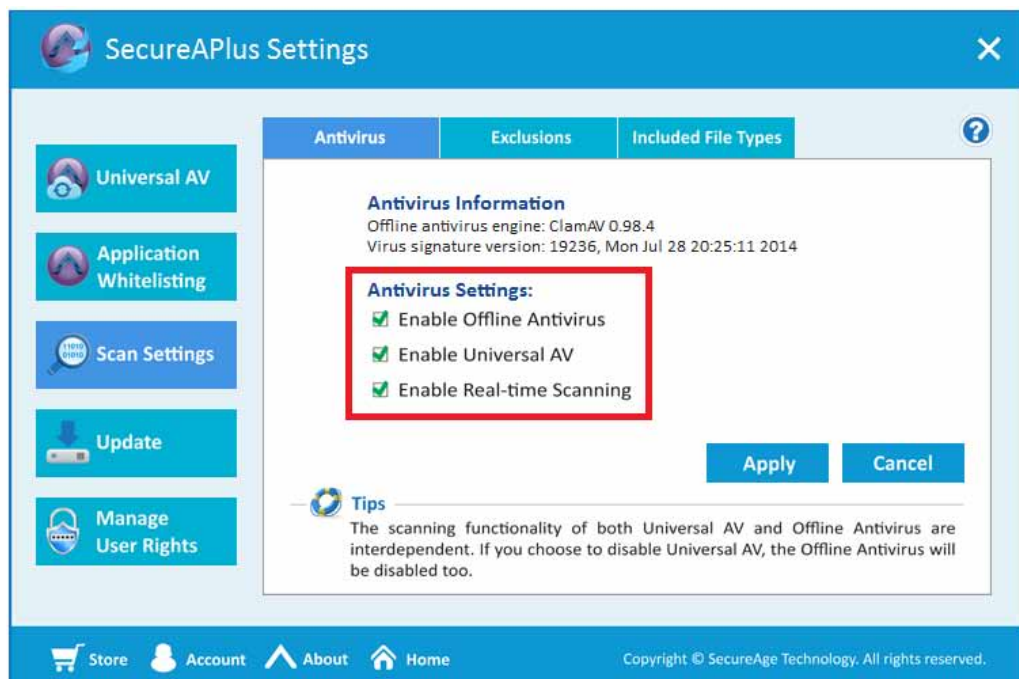 SecureAPlus Settings
Universal AV
Application
Whitelisting
Scan Settings
Update
Manage
User Rights
Antivirus
Exclusions
Included File Types
?
Antivirus Information
Offline antivirus engine: ClamAV 0.98.4
Virus signature version: 19236, Mon Jul 28 20:25:11 2014
Antivirus Settings:
Enable Offline Antivirus
Enable Universal AV
Enable Real-time Scanning
Apply
Cancel
Tips
The scanning functionality of both Universal AV and Offline Antivirus are
interdependent. If you choose to disable Universal AV, the Offline Antivirus will
be disabled too.
Store
Account
About
Home
Copyright © SecureAge Technology. All rights reserved.